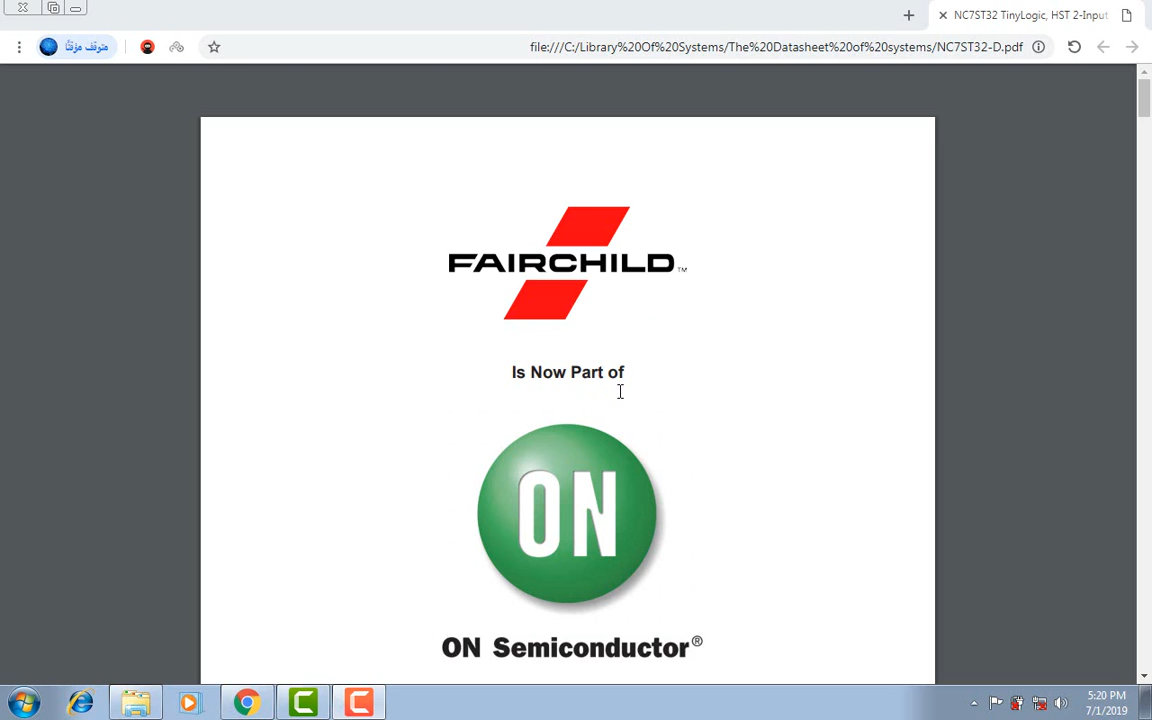 NC7ST32 TinyLogic, HST 2-Input
متوقف مؤقتًا
file:///C:/Library%20Of%20Systems/The%20Datasheet%20of%20systems/NC7ST32-D.pdf
FAIRCHILD™
Is Now Part of
ON
ON Semiconductor®
5:20 PM
7/1/2019